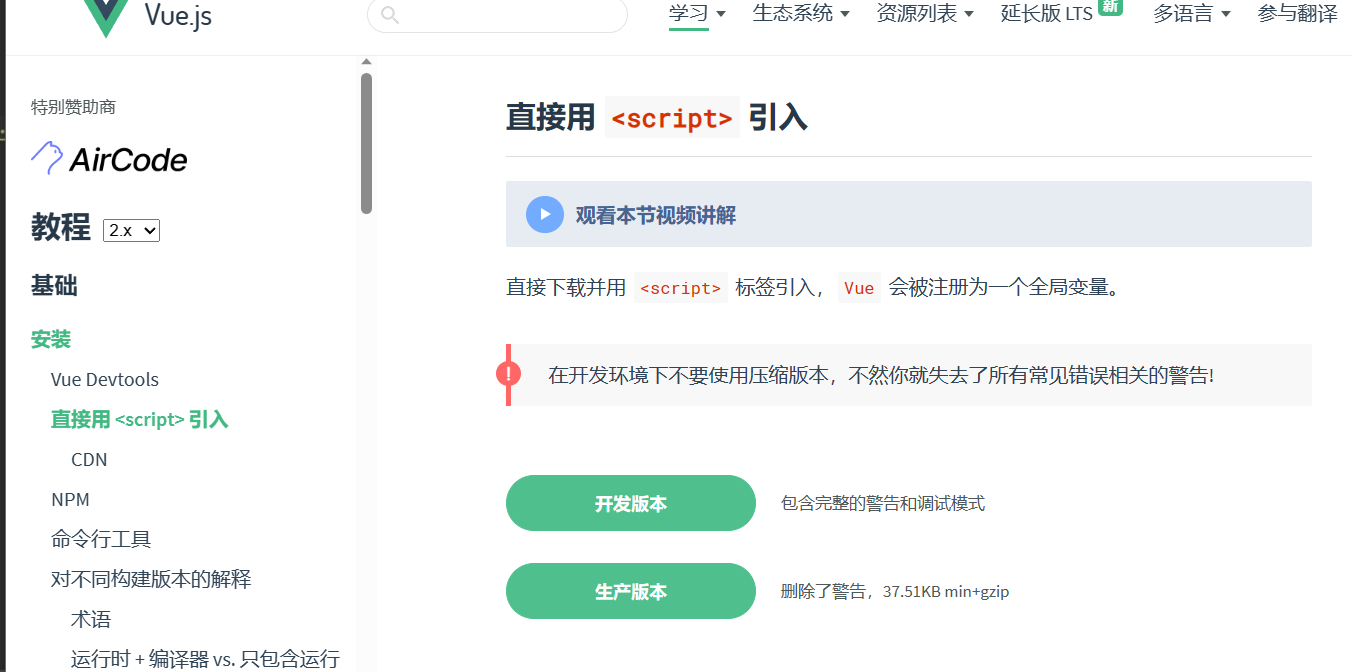 Vue.js
学习 生态系统 资源列表 延长版 LTS 新 多语言 参与翻译
特别赞助商
AirCode
教程 2.x
基础
安装
Vue Devtools
直接用 <script> 引入
CDN
NPM
命令行工具
对不同构建版本的解释
术语
运行时 + 编译器 vs. 只包含运行
直接用 <script> 引入
观看本节视频讲解
直接下载并用 <script> 标签引入，Vue 会被注册为一个全局变量。
! 在开发环境下不要使用压缩版本，不然你就失去了所有常见错误相关的警告!
开发版本 包含完整的警告和调试模式
生产版本 删除了警告，37.51KB min+gzip